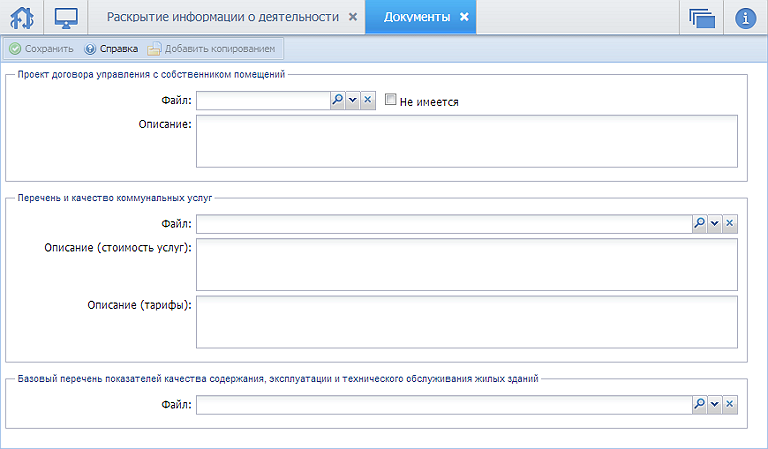 Раскрытие информации о деятельности
Документы
Сохранить Справка Добавить копированием
Проект договора управления с собственником помещений
Файл: Не имеется
Описание:
Перечень и качество коммунальных услуг
Файл:
Описание (стоимость услуг):
Описание (тарифы):
Базовый перечень показателей качества содержания, эксплуатации и технического обслуживания жилых зданий
Файл: